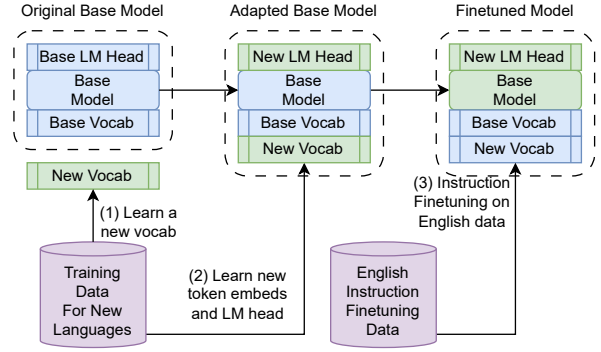 Original Base Model
Adapted Base Model
Finetuned Model
Base LM Head
Base
Model
Base Vocab
New Vocab
New LM Head
Base
Model
Base Vocab
New Vocab
New LM Head
Base
Model
Base Vocab
New Vocab
(1) Learn a
new vocab
(2) Learn new
token embeds
and LM head
(3) Instruction
Finetuning on
English data
Training
Data
For New
Languages
English
Instruction
Finetuning
Data